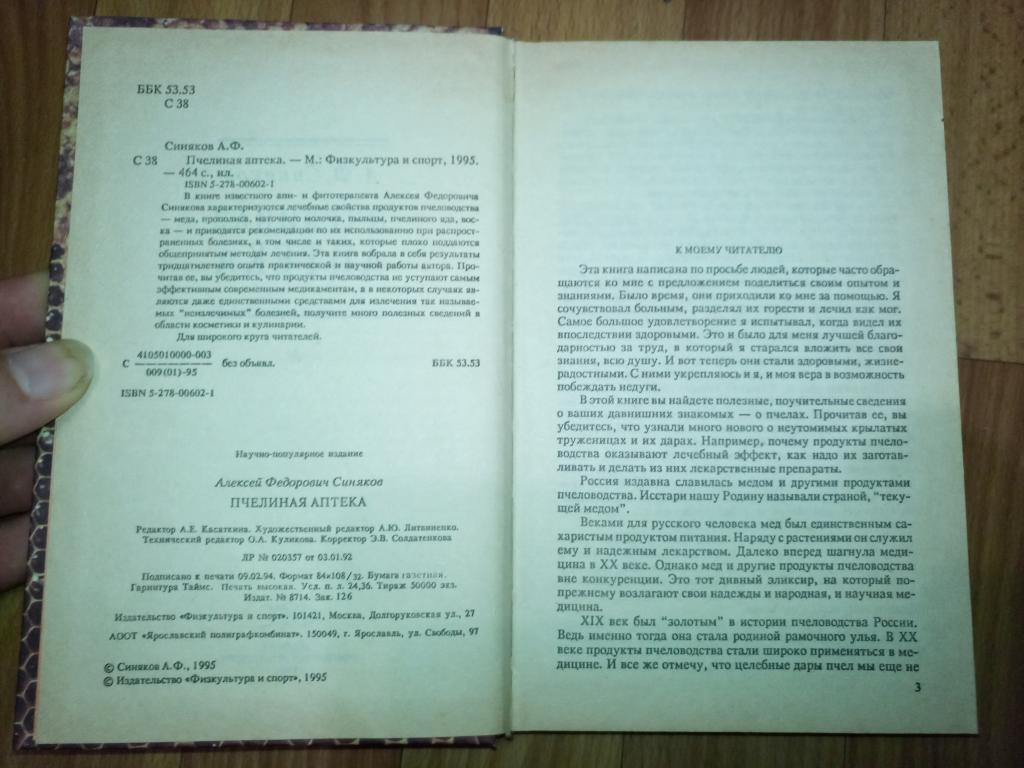 ББК 53.53
С 38
Синяков А.Ф.
С 38 Пчелиная аптека. — М.: Физкультура и спорт, 1995.
— 464 с., ил.
ISBN 5-278-00602-1
В книге известного апи- и фитотерапевта Алексея Федоровича
Синякова характеризуются лечебные свойства продуктов пчеловодства
— меда, прополиса, маточного молочка, пыльцы, пчелиного яда, вос-
ка — и приводятся рекомендации по их использованию при распрост-
раненных болезнях, в том числе и таких, которые плохо поддаются
общепринятым методам лечения. Эта книга вобрала в себя результаты
тридцатилетнего опыта практической и научной работы автора. Про-
читав ее, вы убедитесь, что продукты пчеловодства не уступают самым
эффективным современным медикаментам, а в некоторых случаях яв-
ляются даже единственными средствами для излечения так называе-
мых "неизлечимых" болезней, получите много полезных сведений в
области косметики и кулинарии.
Для широкого круга читателей.
С 4105010000-003 без объявл. ББК 53.53
009(01)-95
ISBN 5-278-00602-1
Научно-популярное издание
Алексей Федорович Синяков
ПЧЕЛИНАЯ АПТЕКА
Редактор А.Е. Касаткина. Художественный редактор А.Ю. Литвиненко.
Технический редактор О.А. Куликова. Корректор Э.В. Солдатенкова
ЛР № 020357 от 03.01.92
Подписано к печати 09.02.94. Формат 84×108/32. Бумага газетная.
Гарнитура Таймс. Печать высокая. Усл. п. л. 24,36. Тираж 50000 экз.
Издат. № 8714. Зак. 126
Издательство «Физкультура и спорт». 101421, Москва, Долгоруковская ул., 27
АООТ «Ярославский полиграфкомбинат». 150049, г. Ярославль, ул. Свободы, 97
© Синяков А.Ф., 1995
© Издательство «Физкультура и спорт», 1995
К МОЕМУ ЧИТАТЕЛЮ
Эта книга написана по просьбе людей, которые часто обра-
щаются ко мне с предложением поделиться своим опытом и
знаниями. Было время, они приходили ко мне за помощью. Я
сочувствовал больным, разделял их горести и лечил как мог.
Самое большое удовлетворение я испытывал, когда видел их
впоследствии здоровыми. Это и было для меня лучшей благо-
дарностью за труд, в который я старался вложить все свои
знания, всю душу. И вот теперь они стали здоровыми, жизне-
радостными. С ними укрепляюсь и я, и моя вера в возможность
побеждать недуги.
В этой книге вы найдете полезные, поучительные сведения
о ваших давнишних знакомых — о пчелах. Прочитав ее, вы
убедитесь, что узнали много нового о неутомимых крылатых
труженицах и их дарах. Например, почему продукты пчело-
водства оказывают лечебный эффект, как надо их заготав-
ливать и делать из них лекарственные препараты.
Россия издавна славилась медом и другими продуктами
пчеловодства. Исстари нашу Родину называли страной, "теку-
щей медом".
Веками для русского человека мед был единственным са-
харистым продуктом питания. Наряду с растениями он служил
ему и надежным лекарством. Далеко вперед шагнула меди-
цина в XX веке. Однако мед и другие продукты пчеловодства
вне конкуренции. Это тот дивный эликсир, на который по-
прежнему возлагают свои надежды и народная, и научная ме-
дицина.
XIX век был "золотым" в истории пчеловодства России.
Ведь именно тогда она стала родиной рамочного улья. В XX
веке продукты пчеловодства стали широко применяться в ме-
дицине. И все же отмечу, что целебные дары пчел мы еще не
3